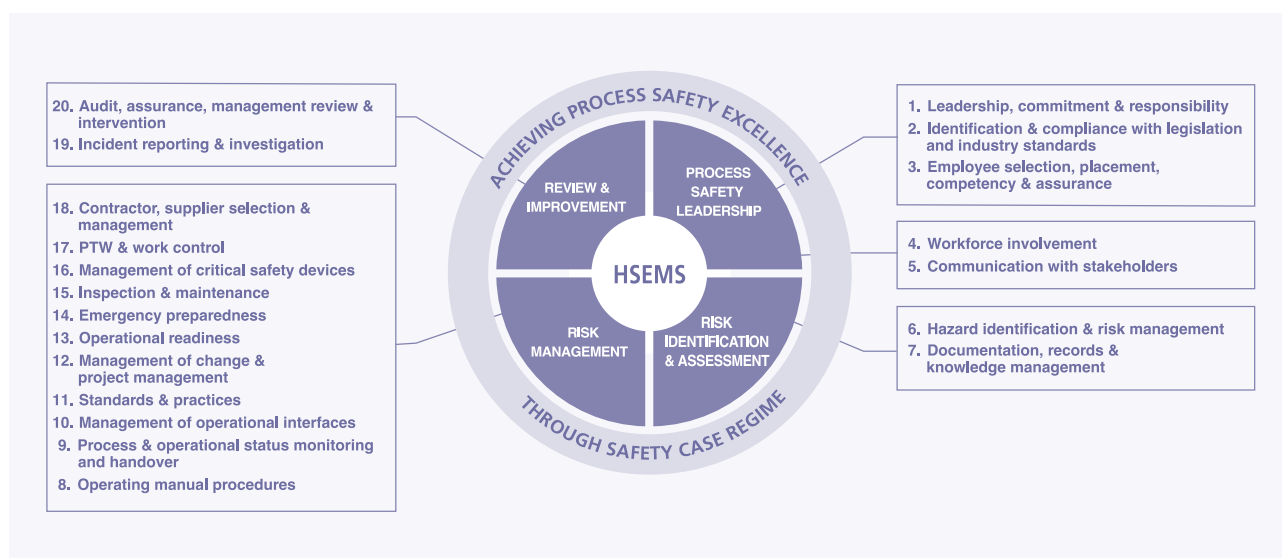 20. Audit, assurance, management review &
intervention
19. Incident reporting & investigation
18. Contractor, supplier selection &
management
17. PTW & work control
16. Management of critical safety devices
15. Inspection & maintenance
14. Emergency preparedness
13. Operational readiness
12. Management of change &
project management
11. Standards & practices
10. Management of operational interfaces
9. Process & operational status monitoring
and handover
8. Operating manual procedures
ACHIEVING PROCESS SAFETY EXCELLENCE
REVIEW &
IMPROVEMENT
PROCESS
SAFETY
LEADERSHIP
HSEMS
RISK
MANAGEMENT
RISK
IDENTIFICATION
& ASSESSMENT
THROUGH SAFETY CASE REGIME
1. Leadership, commitment & responsibility
2. Identification & compliance with legislation
and industry standards
3. Employee selection, placement,
competency & assurance
4. Workforce involvement
5. Communication with stakeholders
6. Hazard identification & risk management
7. Documentation, records &
knowledge management